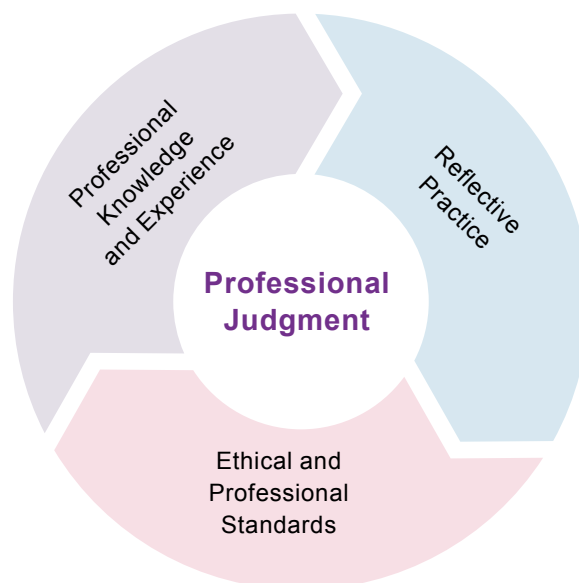 Professional
Knowledge
and Experience
Reflective
Practice
Professional
Judgment
Ethical and
Professional
Standards